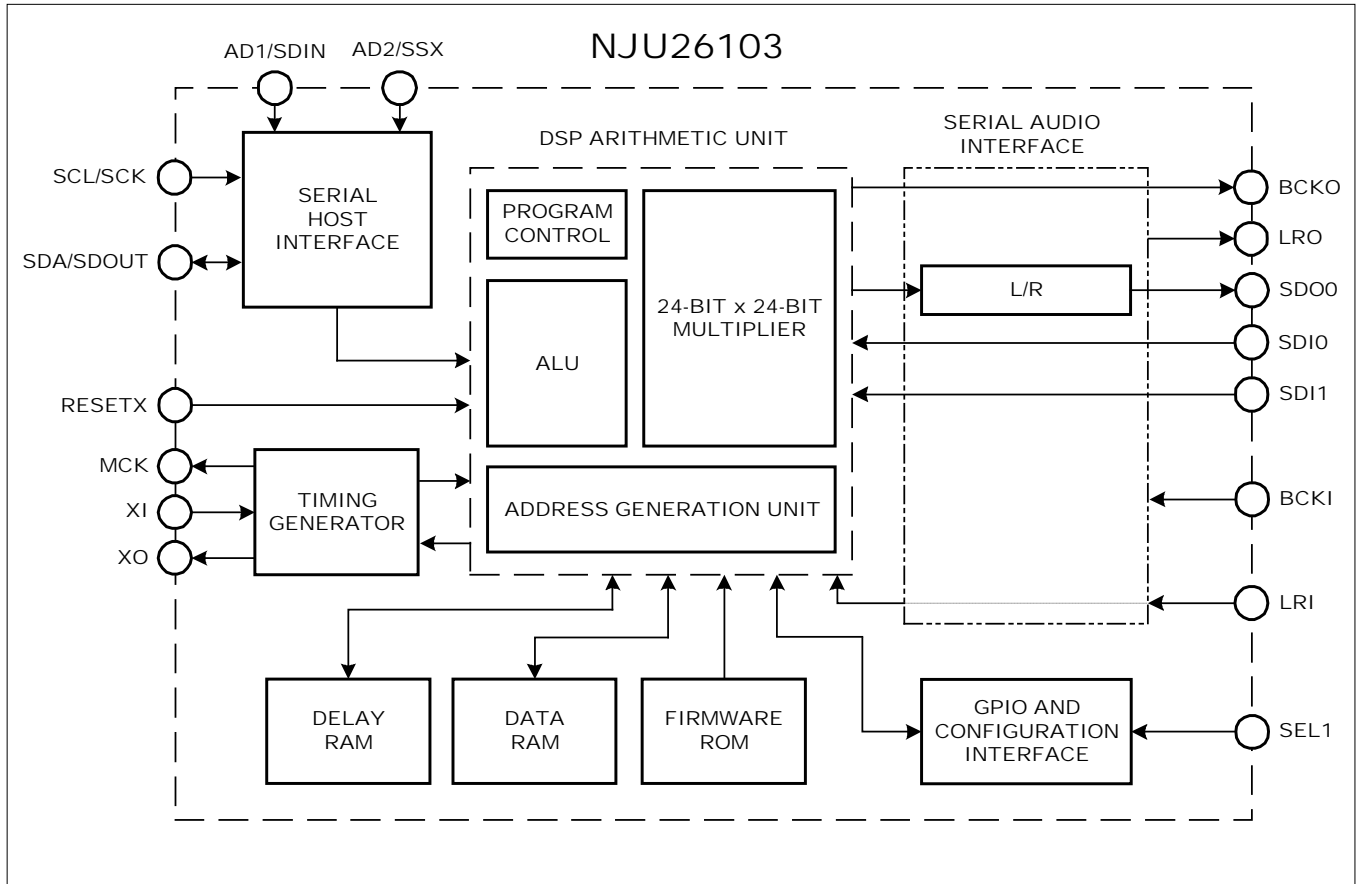 NJU26103
AD1/SDIN
AD2/SSX
DSP ARITHMETIC UNIT
SERIAL AUDIO
INTERFACE
SCL/SCK
SDA/SDOUT
SERIAL
HOST
INTERFACE
PROGRAM
CONTROL
24-BIT x 24-BIT
MULTIPLIER
ALU
L/R
BCKO
LRO
SDO0
SDI0
SDI1
RESETX
MCK
XI
XO
TIMING
GENERATOR
ADDRESS GENERATION UNIT
BCKI
LRI
DELAY
RAM
DATA
RAM
FIRMWARE
ROM
GPIO AND
CONFIGURATION
INTERFACE
SEL1